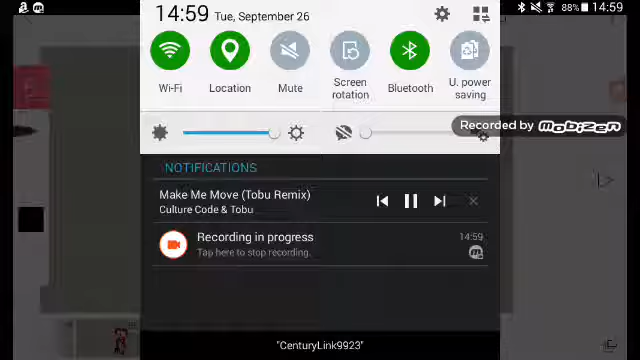 14:59 Tue, September 26
88% 14:59
Wi-Fi
Location
Mute
Screen rotation
Bluetooth
U. power saving
Recorded by MOBIZEN
NOTIFICATIONS
Make Me Move (Tobu Remix)
Culture Code & Tobu
Recording in progress
14:59
Tap here to stop recording.
"CenturyLink9923"